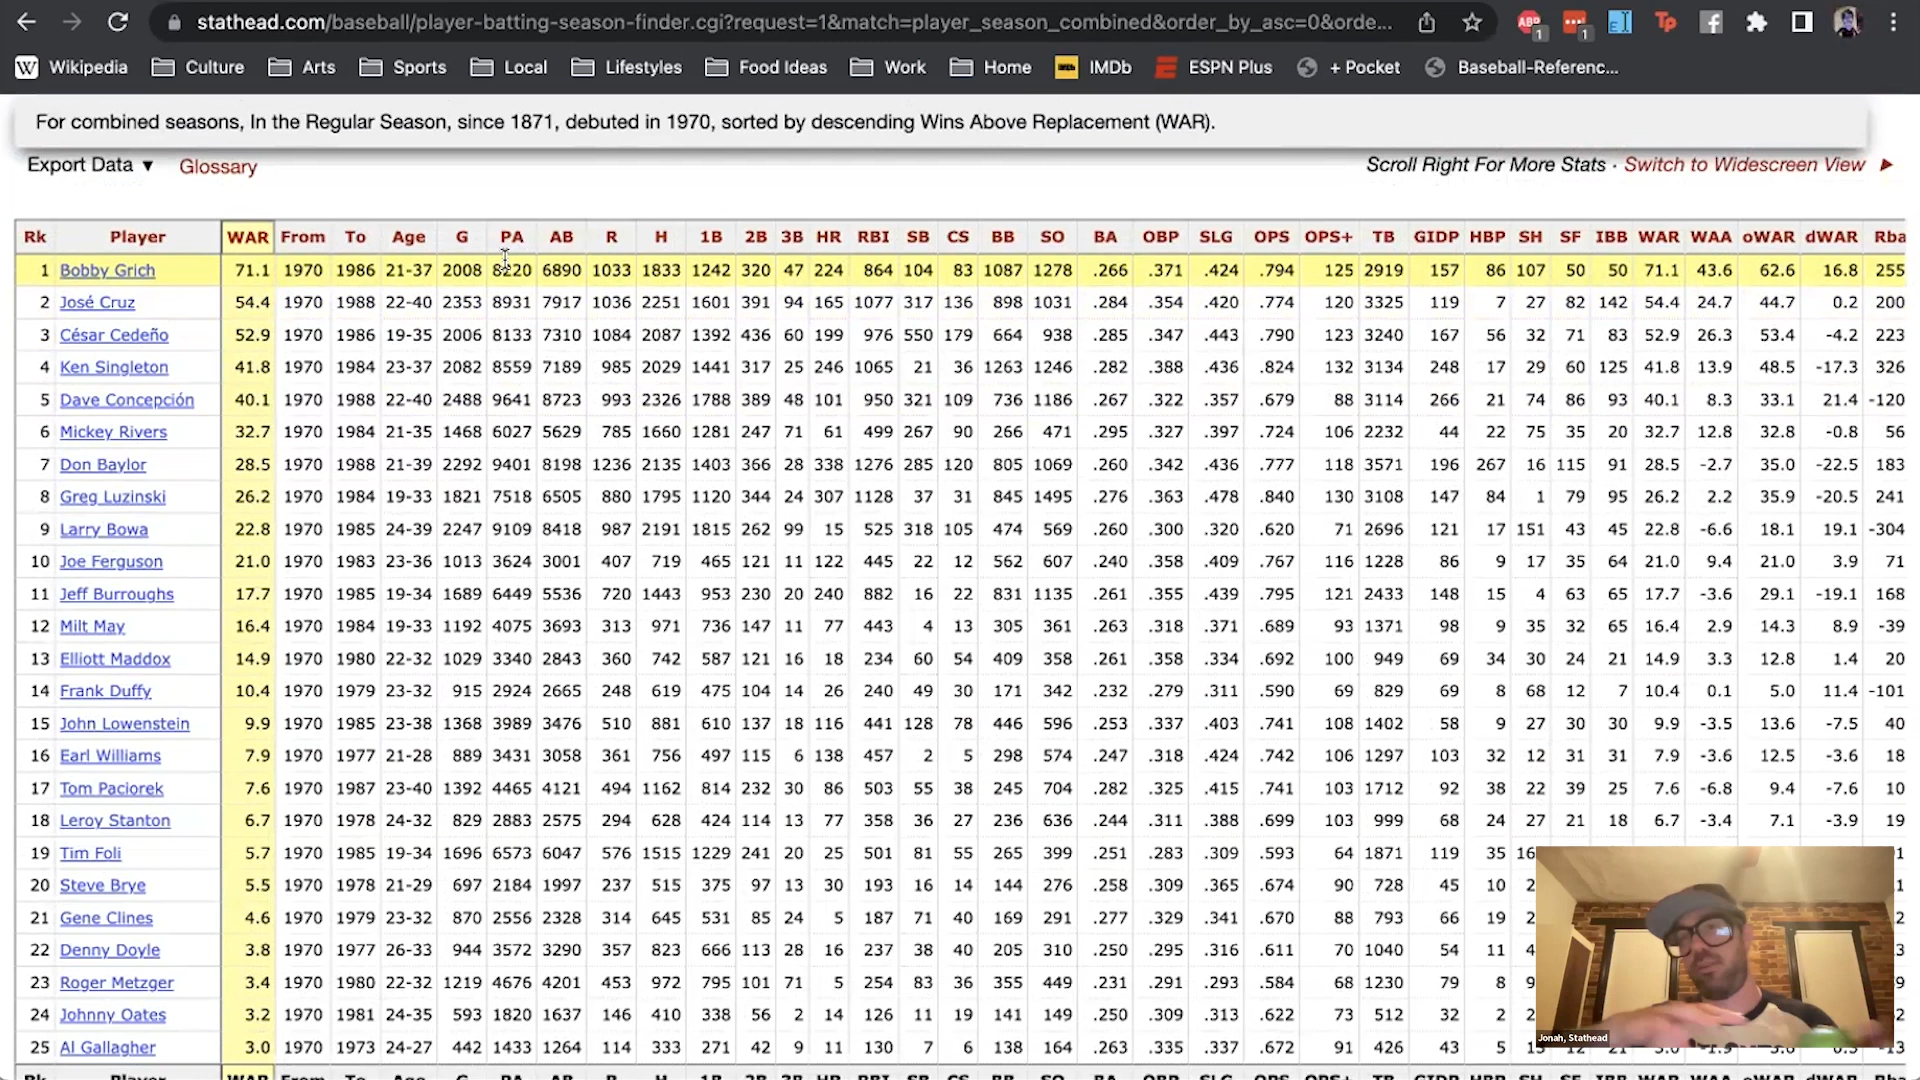 stathead.com/baseball/player-batting-season-finder.cgi?request=1&match=player_season_combined&order_by_asc=0&orde...
Wikipedia Culture Arts Sports Local Lifestyles Food Ideas Work Home IMDb ESPN Plus + Pocket Baseball-Referenc...
For combined seasons, In the Regular Season, since 1871, debuted in 1970, sorted by descending Wins Above Replacement (WAR).
Export Data ▼ Glossary Scroll Right For More Stats · Switch to Widescreen View ▶
Rk Player WAR From To Age G PA AB R H 1B 2B 3B HR RBI SB CS BB SO BA OBP SLG OPS OPS+ TB GIDP HBP SH SF IBB WAR WAA oWAR dWAR Rba
1 Bobby Grich 71.1 1970 1986 21-37 2008 8220 6890 1033 1833 1242 320 47 224 864 104 83 1087 1278 .266 .371 .424 .794 125 2919 157 86 107 50 50 71.1 43.6 62.6 16.8 255
2 José Cruz 54.4 1970 1988 22-40 2353 8931 7917 1036 2251 1601 391 94 165 1077 317 136 898 1031 .284 .354 .420 .774 120 3325 119 7 27 82 142 54.4 24.7 44.7 0.2 200
3 César Cedeño 52.9 1970 1986 19-35 2006 8133 7310 1084 2087 1392 436 60 199 976 550 179 664 938 .285 .347 .443 .790 123 3240 167 56 32 71 83 52.9 26.3 53.4 -4.2 223
4 Ken Singleton 41.8 1970 1984 23-37 2082 8559 7189 985 2029 1441 317 25 246 1065 21 36 1263 1246 .282 .388 .436 .824 132 3134 248 17 29 60 125 41.8 13.9 48.5 -17.3 326
5 Dave Concepción 40.1 1970 1988 22-40 2488 9641 8723 993 2326 1788 389 48 101 950 321 109 736 1186 .267 .322 .357 .679 88 3114 266 21 74 86 93 40.1 8.3 33.1 21.4 -120
6 Mickey Rivers 32.7 1970 1984 21-35 1468 6027 5629 785 1660 1281 247 71 61 499 267 90 266 471 .295 .327 .397 .724 106 2232 44 22 75 35 20 32.7 12.8 32.8 -0.8 56
7 Don Baylor 28.5 1970 1988 21-39 2292 9401 8198 1236 2135 1403 366 28 338 1276 285 120 805 1069 .260 .342 .436 .777 118 3571 196 267 16 115 91 28.5 -2.7 35.0 -22.5 183
8 Greg Luzinski 26.2 1970 1984 19-33 1821 7518 6505 880 1795 1120 344 24 307 1128 37 31 845 1495 .276 .363 .478 .840 130 3108 147 84 1 79 95 26.2 2.2 35.9 -20.5 241
9 Larry Bowa 22.8 1970 1985 24-39 2247 9109 8418 987 2191 1815 262 99 15 525 318 105 474 569 .260 .300 .320 .620 71 2696 121 17 151 43 45 22.8 -6.6 18.1 19.1 -304
10 Joe Ferguson 21.0 1970 1983 23-36 1013 3624 3001 407 719 465 121 11 122 445 22 12 562 607 .240 .358 .409 .767 116 1228 86 9 17 35 64 21.0 9.4 21.0 3.9 71
11 Jeff Burroughs 17.7 1970 1985 19-34 1689 6449 5536 720 1443 953 230 20 240 882 16 22 831 1135 .261 .355 .439 .795 121 2433 148 15 4 63 65 17.7 -3.6 29.1 -19.1 168
12 Milt May 16.4 1970 1984 19-33 1192 4075 3693 313 971 736 147 11 77 443 4 13 305 361 .263 .318 .371 .689 93 1371 98 9 35 32 65 16.4 2.9 14.3 8.9 -39
13 Elliott Maddox 14.9 1970 1980 22-32 1029 3340 2843 360 742 587 121 16 18 234 60 54 409 358 .261 .358 .334 .692 100 949 69 34 30 24 21 14.9 3.3 12.8 1.4 20
14 Frank Duffy 10.4 1970 1979 23-32 915 2924 2665 248 619 475 104 14 26 240 49 30 171 342 .232 .279 .311 .590 69 829 69 8 68 12 7 10.4 0.1 5.0 11.4 -101
15 John Lowenstein 9.9 1970 1985 23-38 1368 3989 3476 510 881 610 137 18 116 441 128 78 446 596 .253 .337 .403 .741 108 1402 58 9 27 30 30 9.9 -3.5 13.6 -7.5 40
16 Earl Williams 7.9 1970 1977 21-28 889 3431 3058 361 756 497 115 6 138 457 2 5 298 574 .247 .318 .424 .742 106 1297 103 32 12 31 31 7.9 -3.6 12.5 -3.6 18
17 Tom Paciorek 7.6 1970 1987 23-40 1392 4465 4121 494 1162 814 232 30 86 503 55 38 245 704 .282 .325 .415 .741 103 1712 92 38 22 39 25 7.6 -6.8 9.4 -7.6 10
18 Leroy Stanton 6.7 1970 1978 24-32 829 2883 2575 294 628 424 114 13 77 358 36 27 236 636 .244 .311 .388 .699 103 999 68 24 27 21 18 6.7 -3.4 7.1 -3.9 19
19 Tim Foli 5.7 1970 1985 19-34 1696 6573 6047 576 1515 1229 241 20 25 501 81 55 265 399 .251 .283 .309 .593 64 1871 119 35
20 Steve Brye 5.5 1970 1978 21-29 697 2184 1997 237 515 375 97 13 30 193 16 14 144 276 .258 .309 .365 .674 90 728 45 10
21 Gene Clines 4.6 1970 1979 23-32 870 2556 2328 314 645 531 85 24 5 187 71 40 169 291 .277 .329 .341 .670 88 793 66 19
22 Denny Doyle 3.8 1970 1977 26-33 944 3572 3290 357 823 666 113 28 16 237 38 40 205 310 .250 .295 .316 .611 70 1040 54 11
23 Roger Metzger 3.4 1970 1980 22-32 1219 4676 4201 453 972 795 101 71 5 254 83 36 355 449 .231 .291 .293 .584 68 1230 79 8
24 Johnny Oates 3.2 1970 1981 24-35 593 1820 1637 146 410 338 56 2 14 126 11 19 141 149 .250 .309 .313 .622 73 512 32 2
25 Al Gallagher 3.0 1970 1973 24-27 442 1433 1264 114 333 271 42 9 11 130 7 6 138 164 .263 .335 .337 .672 91 426 43 5
Jonah, Stathead
Rk Player WAR From To Age G PA AB R H 1B 2B 3B HR RBI SB CS BB SO BA OBP SLG OPS OPS+ TB GIDP HBP SH SF IBB WAR WAA oWAR dWAR Rba